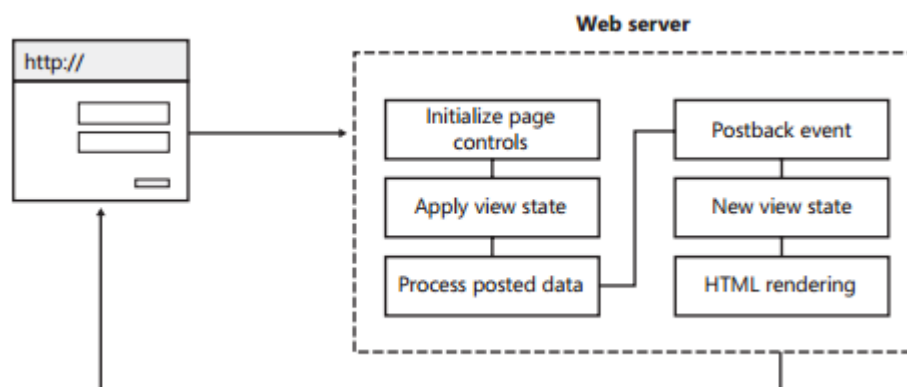 Web server
http://
Initialize page
controls
Apply view state
Process posted data
Postback event
New view state
HTML rendering